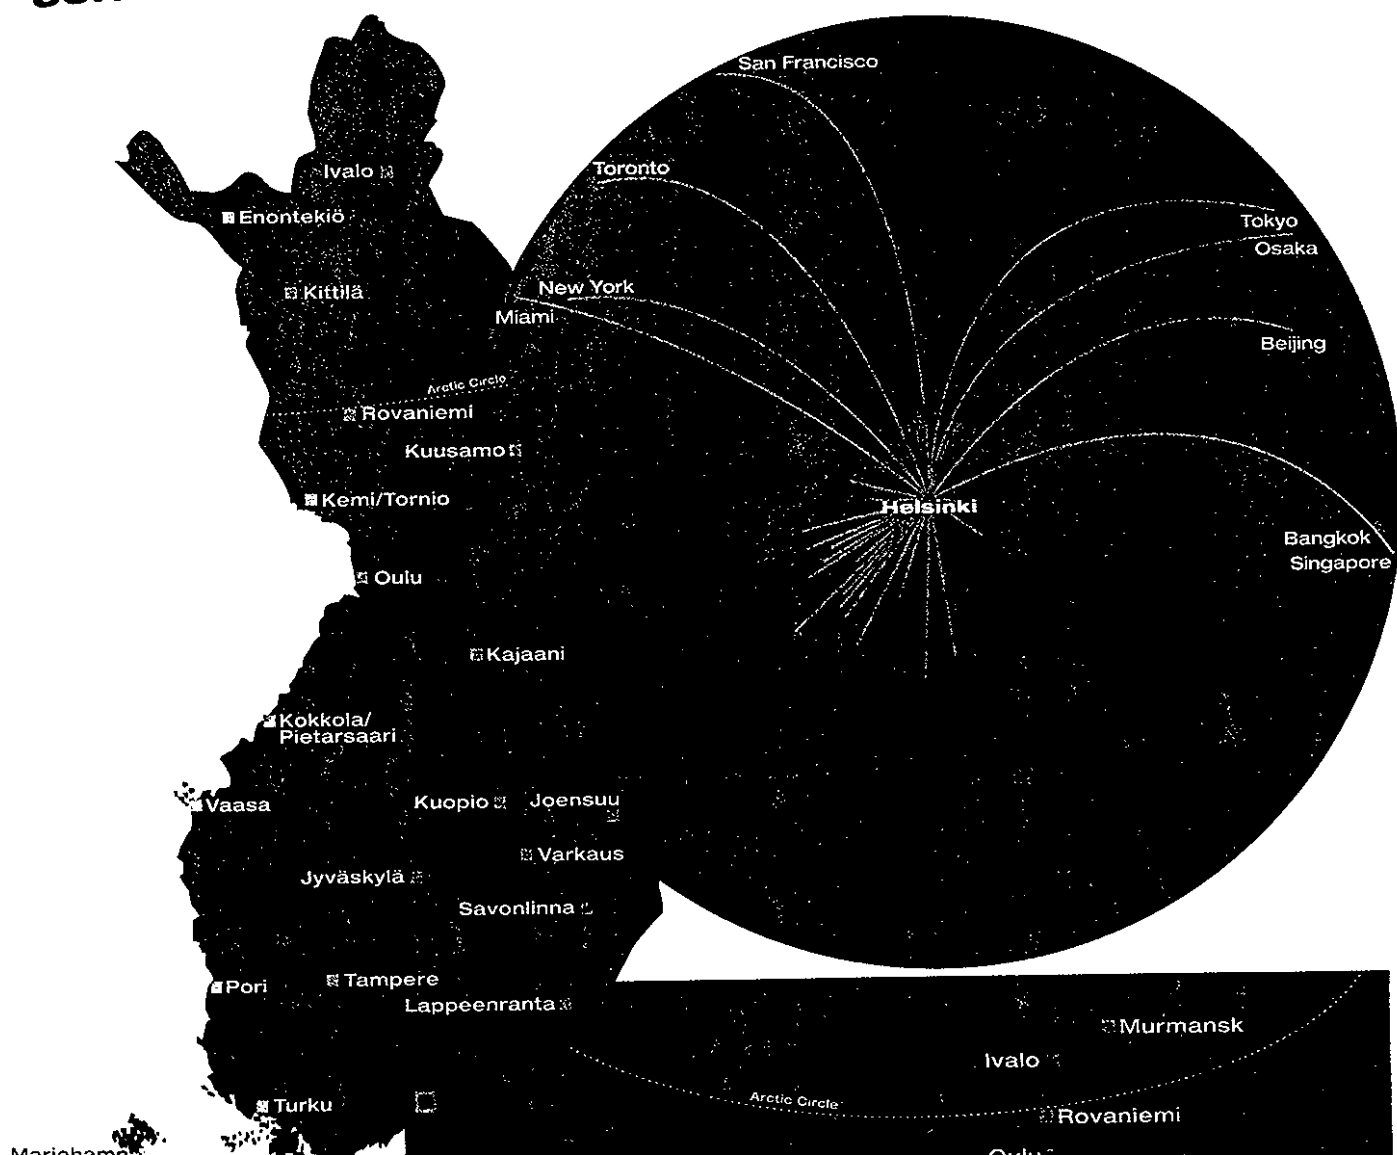 San Francisco
Toronto
Ivalo
Enontekiö
Tokyo
Osaka
Kittilä
New York
Miami
Beijing
Arctic Circle
Rovaniemi
Kuusamo
Kemi/Tornio
Helsinki
Bangkok
Singapore
Oulu
Kajaani
Kokkola/
Pietarsaari
Vaasa
Kuopio
Joensuu
Varkaus
Jyväskylä
Savonlinna
Pori
Tampere
Lappeenranta
Murmansk
Ivalo
Arctic Circle
Turku
Rovaniemi
Oulu